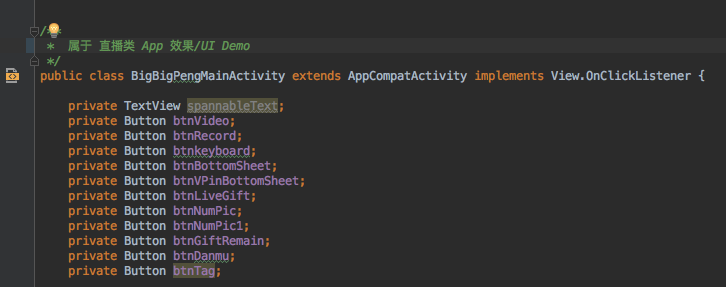 /**
* 属于 直播类 App 效果/UI Demo
*/
public class BigBigPengMainActivity extends AppCompatActivity implements View.OnClickListener {
private TextView spannableText;
private Button btnVideo;
private Button btnRecord;
private Button btnkeyboard;
private Button btnBottomSheet;
private Button btnVPinBottomSheet;
private Button btnLiveGift;
private Button btnNumPic;
private Button btnNumPic1;
private Button btnGiftRemain;
private Button btnDanmu;
private Button btnTag;